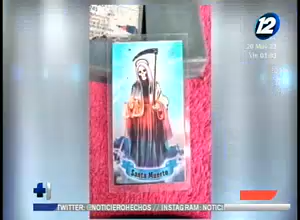 12
Santa Muerte
TWITTER: @NOTICIEROHECHOS // INSTAGRAM: NOTICI